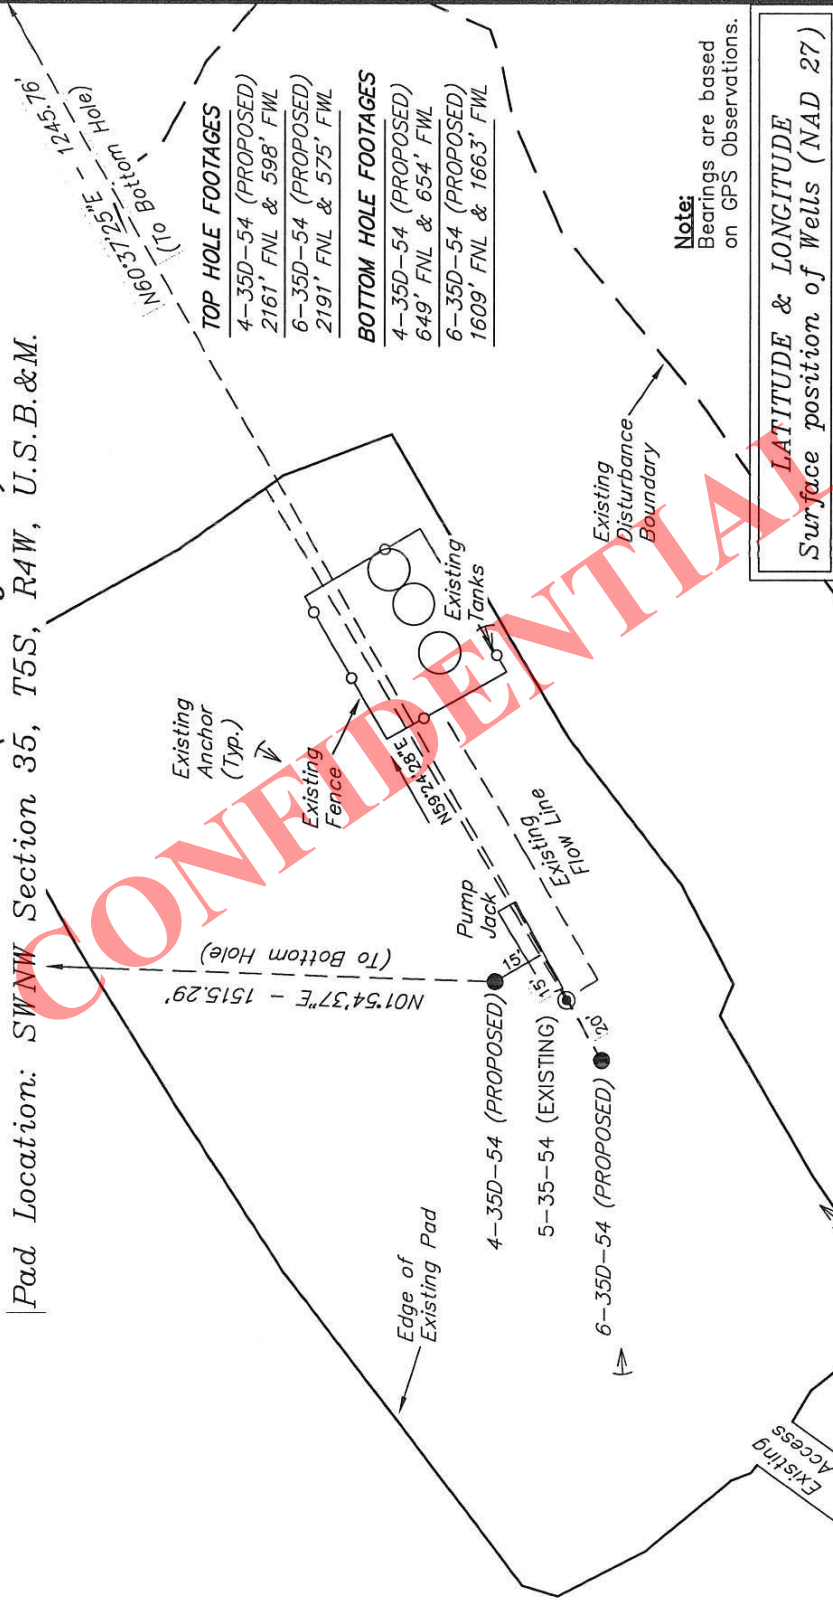 Pad Location: SWNW Section 35, T5S, R4W, U.S.B.&M.
N60°37'25"E - 1245.76'
(To Bottom Hole)
TOP HOLE FOOTAGES
4-35D-54 (PROPOSED)
2161' FNL & 598' FWL
6-35D-54 (PROPOSED)
2191' FNL & 575' FWL
BOTTOM HOLE FOOTAGES
4-35D-54 (PROPOSED)
649' FNL & 654' FWL
6-35D-54 (PROPOSED)
1609' FNL & 1663' FWL
Note:
Bearings are based
on GPS Observations.
Existing
Anchor
(Typ.)
Existing
Fence
Existing
Tanks
Existing
Disturbance
Boundary
N59°24'28"E
Existing
Flow Line
Pump
Jack
N01°54'37"E - 1515.29'
(To Bottom Hole)
15'
15'
20'
4-35D-54 (PROPOSED)
5-35-54 (EXISTING)
6-35D-54 (PROPOSED)
Edge of
Existing Pad
Existing
Access
LATITUDE & LONGITUDE
Surface position of Wells (NAD 27)
CONFIDENTIAL